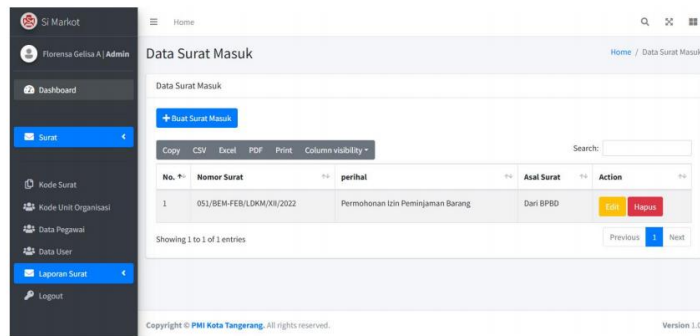 Si Markot
Home
Florensa Gelisa A | Admin
Data Surat Masuk
Home / Data Surat Masuk
Dashboard
Data Surat Masuk
+ Buat Surat Masuk
Surat
Copy CSV Excel PDF Print Column visibility
Search:
No. Nomor Surat perihal Asal Surat Action
Kode Surat
1 051/BEM-FEB/LDKM/XII/2022 Permohonan Izin Peminjaman Barang Dari BPBD Edit Hapus
Kode Unit Organisasi
Data Pegawai
Showing 1 to 1 of 1 entries
Previous 1 Next
Data User
Laporan Surat
Logout
Copyright © PMI Kota Tangerang. All rights reserved.
Version 1.0